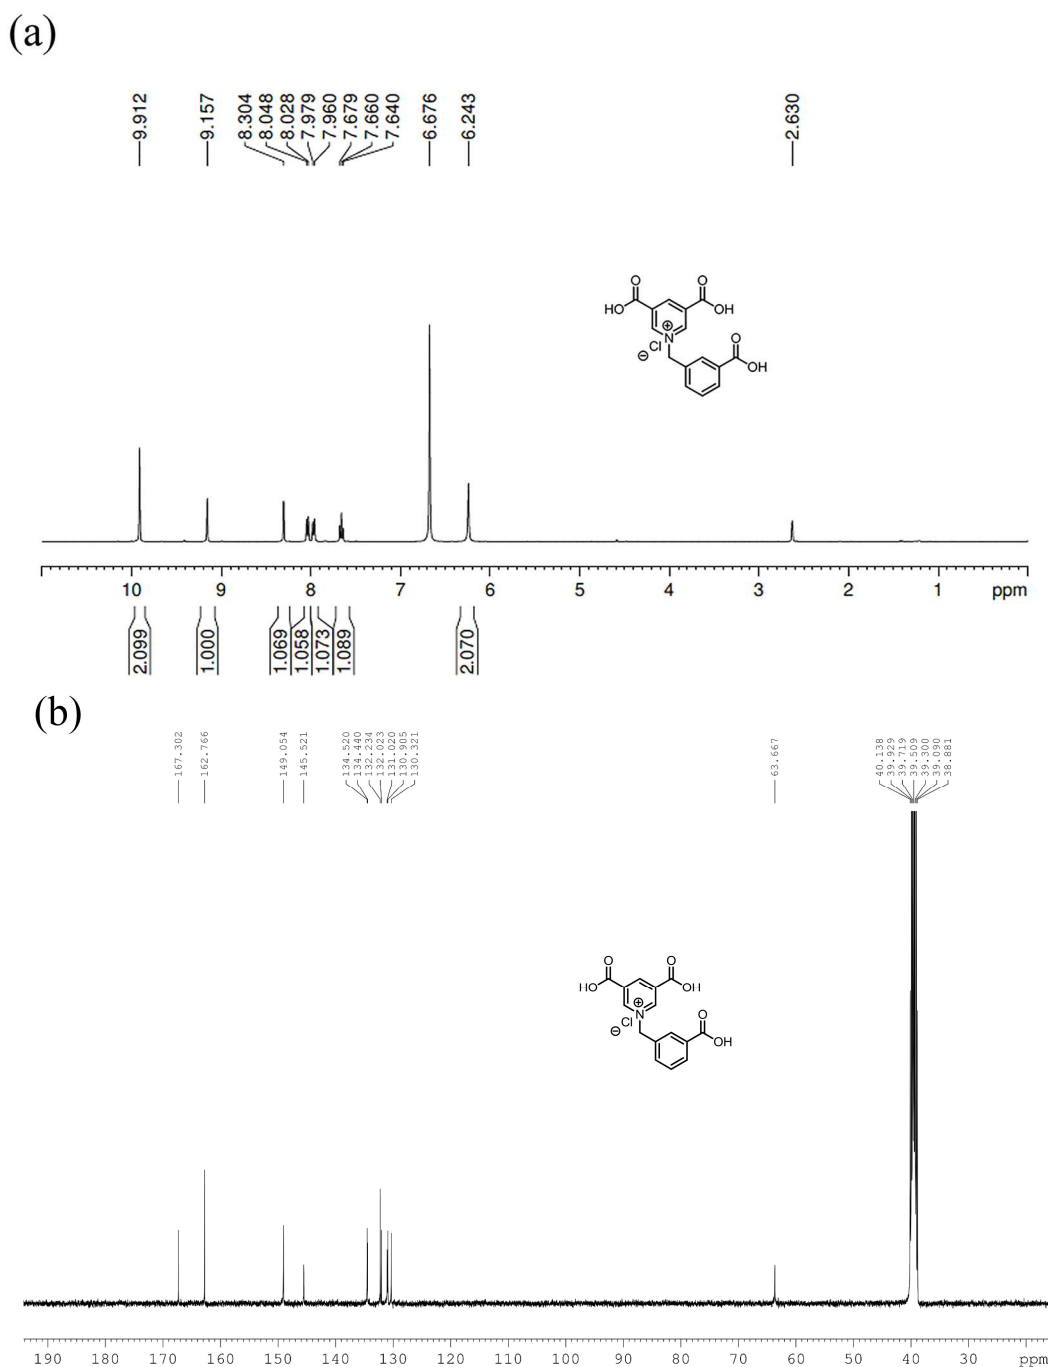 (a)
9.912
9.157
8.304
8.048
8.028
7.979
7.960
7.679
7.660
7.640
6.676
6.243
2.630
O
O
HO
OH
N
+
Cl
⊖
O
OH
10 9 8 7 6 5 4 3 2 1 ppm
2.099
1.000
1.069
1.058
1.073
1.089
2.070
(b)
167.302
162.766
149.054
145.521
134.520
134.440
132.234
132.023
131.020
130.905
130.321
63.667
40.138
39.929
39.719
39.509
39.300
39.090
38.881
O
O
HO
OH
N
+
Cl
⊖
O
OH
190 180 170 160 150 140 130 120 110 100 90 80 70 60 50 40 30 ppm